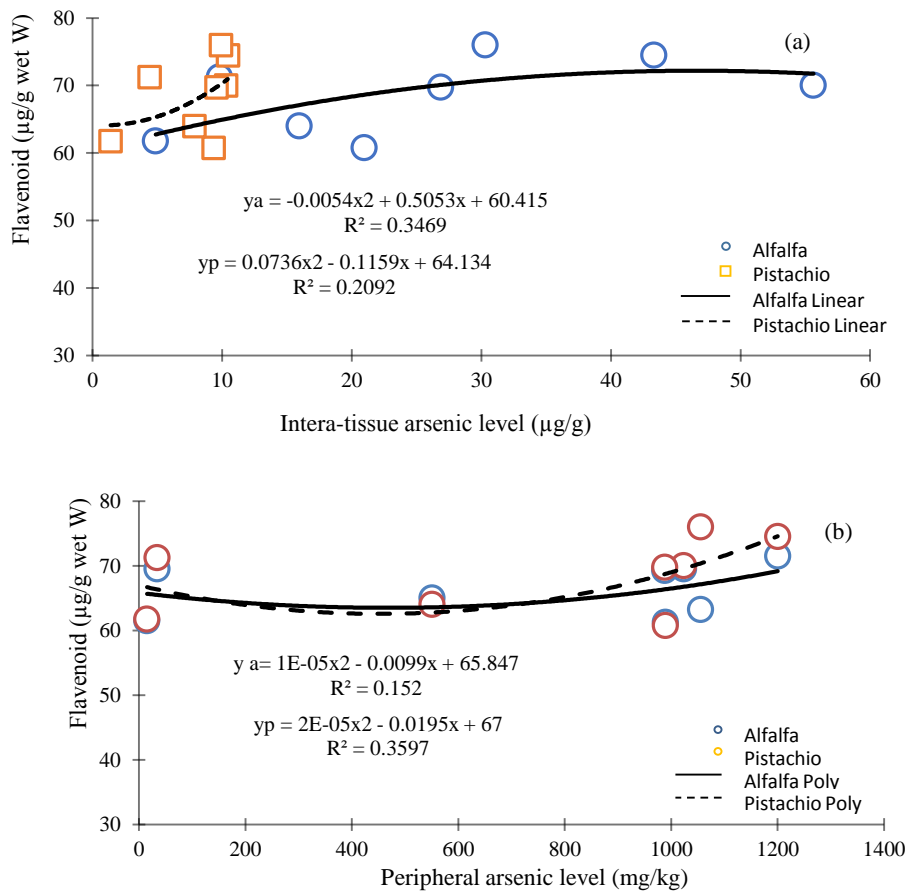 80
70
60
50
40
30
Flavenoid (µg/g wet W)
(a)
ya = -0.0054x2 + 0.5053x + 60.415
R² = 0.3469
yp = 0.0736x2 - 0.1159x + 64.134
R² = 0.2092
Alfalfa
Pistachio
Alfalfa Linear
Pistachio Linear
0 10 20 30 40 50 60
Intera-tissue arsenic level (µg/g)
80
70
60
50
40
30
Flavenoid (µg/g wet W)
(b)
y a= 1E-05x2 - 0.0099x + 65.847
R² = 0.152
yp = 2E-05x2 - 0.0195x + 67
R² = 0.3597
Alfalfa
Pistachio
Alfalfa Poly
Pistachio Poly
0 200 400 600 800 1000 1200 1400
Peripheral arsenic level (mg/kg)